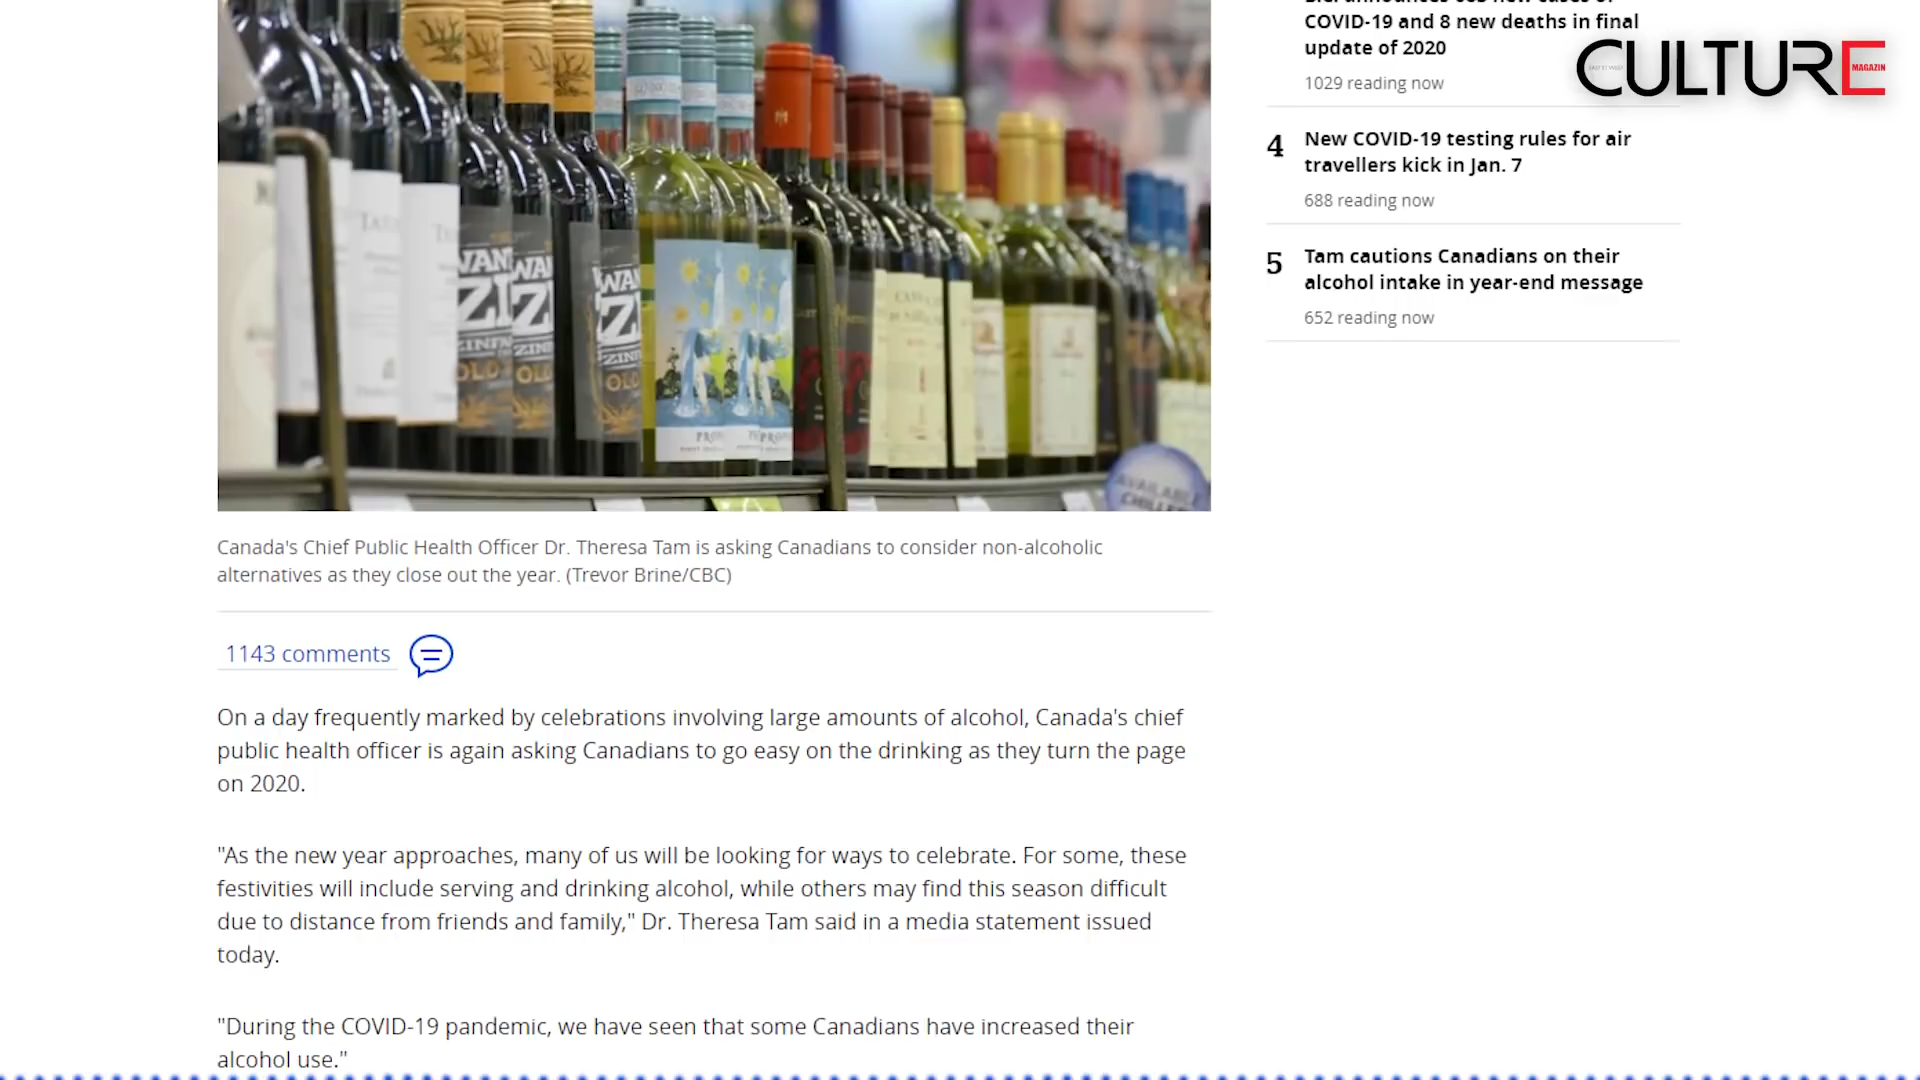 COVID-19 and 8 new deaths in final
update of 2020
1029 reading now
CULTURE
MAGAZIN
4
New COVID-19 testing rules for air
travellers kick in Jan. 7
688 reading now
5
Tam cautions Canadians on their
alcohol intake in year-end message
652 reading now
ZIN
OLD
OLD
OLD
AVAILABLE
CHILLED
Canada's Chief Public Health Officer Dr. Theresa Tam is asking Canadians to consider non-alcoholic
alternatives as they close out the year. (Trevor Brine/CBC)
1143 comments
On a day frequently marked by celebrations involving large amounts of alcohol, Canada's chief
public health officer is again asking Canadians to go easy on the drinking as they turn the page
on 2020.
"As the new year approaches, many of us will be looking for ways to celebrate. For some, these
festivities will include serving and drinking alcohol, while others may find this season difficult
due to distance from friends and family," Dr. Theresa Tam said in a media statement issued
today.
"During the COVID-19 pandemic, we have seen that some Canadians have increased their
alcohol use."